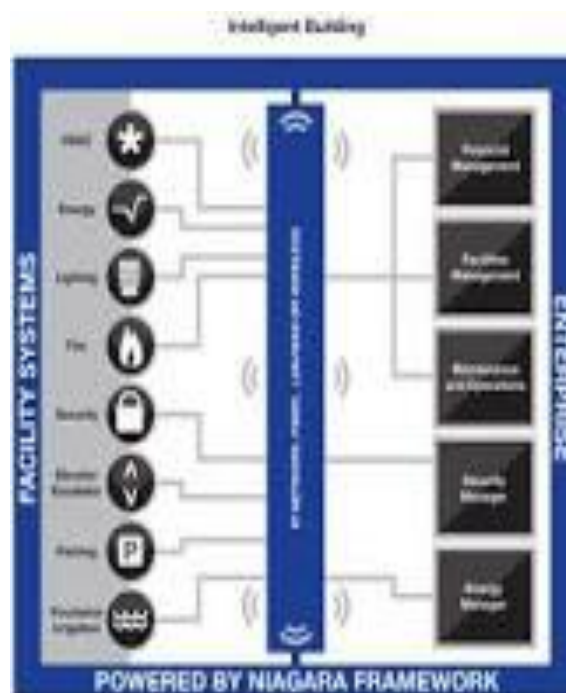 Intelligent Building
FACILITY SYSTEMS
HVAC
Energy
Lighting
Fire
Security
Elevator
Escalator
Parking
Irrigation
Management
Facilities
Management
Maintenance
and Operations
Security
Manager
Energy
Manager
ENTERPRISE
POWERED BY NIAGARA FRAMEWORK